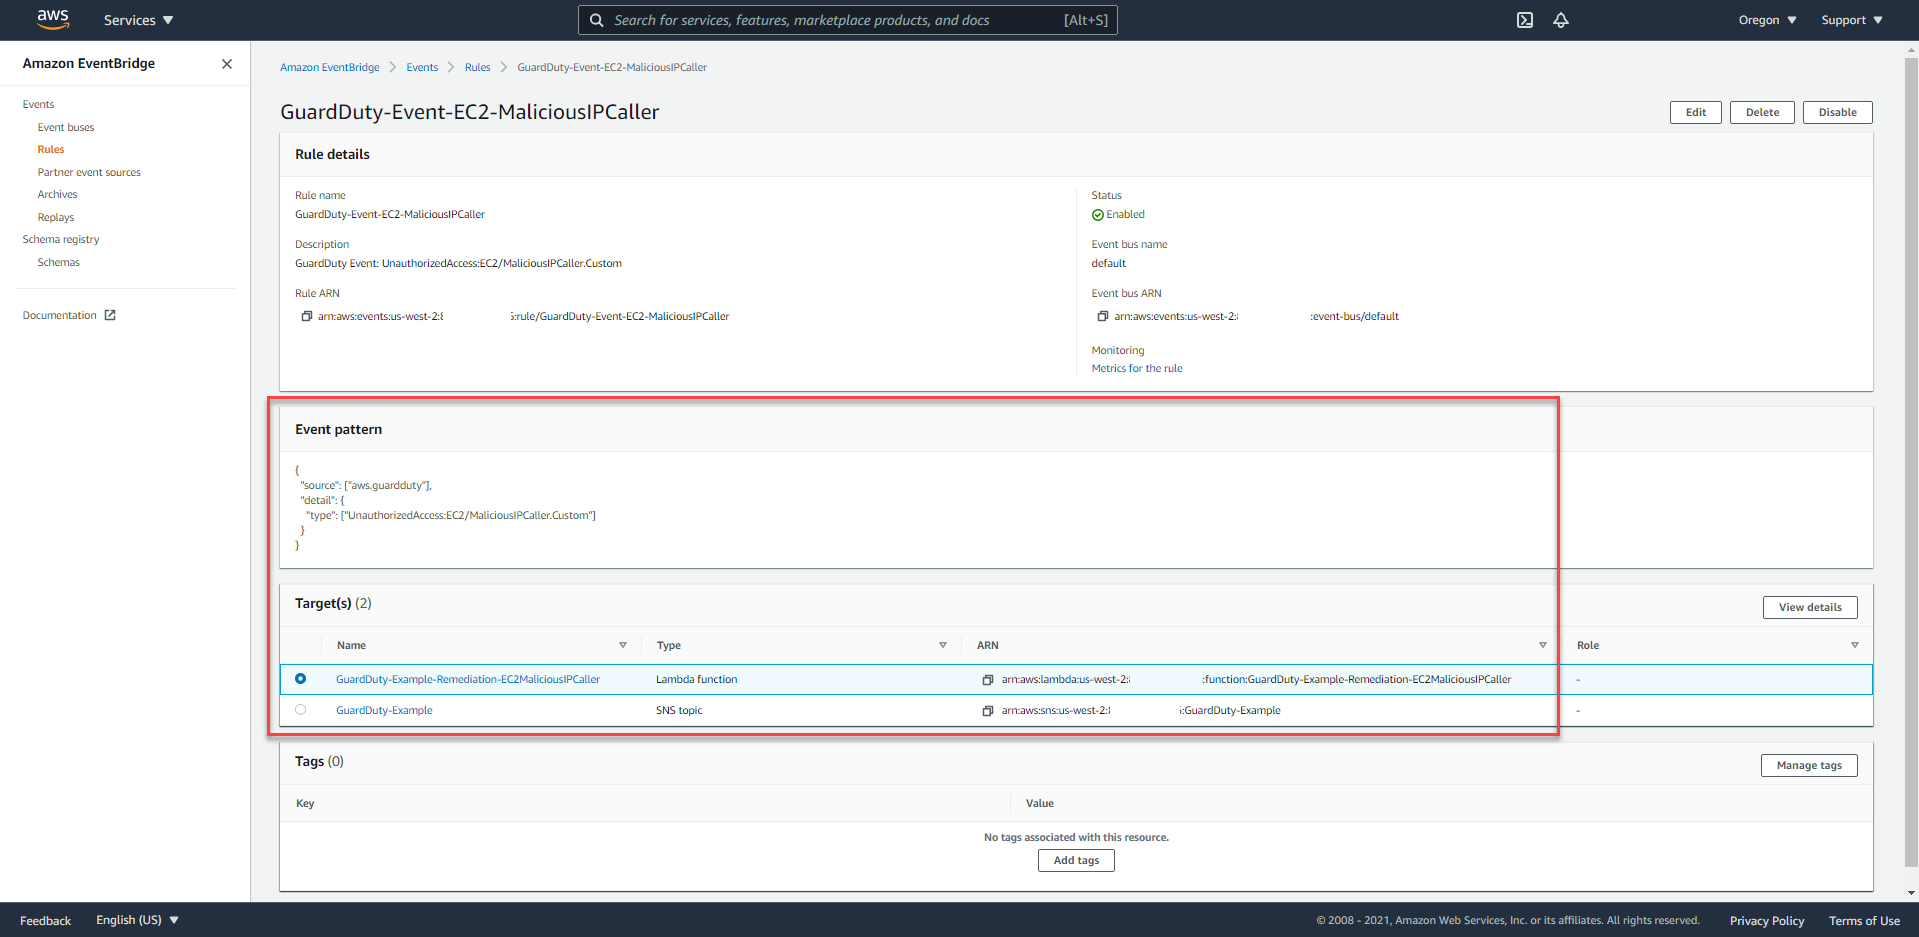 aws Services Search for services, features, marketplace products, and docs [Alt+S] Oregon Support
Amazon EventBridge
Events
Event buses
Rules
Partner event sources
Archives
Replays
Schema registry
Schemas
Documentation
Amazon EventBridge Events Rules GuardDuty-Event-EC2-MaliciousIPCaller
GuardDuty-Event-EC2-MaliciousIPCaller Edit Delete Disable
Rule details
Rule name
GuardDuty-Event-EC2-MaliciousIPCaller
Description
GuardDuty Event: UnauthorizedAccess:EC2/MaliciousIPCaller.Custom
Rule ARN
arn:aws:events:us-west-2: :rule/GuardDuty-Event-EC2-MaliciousIPCaller
Status
Enabled
Event bus name
default
Event bus ARN
arn:aws:events:us-west-2: :event-bus/default
Monitoring
Metrics for the rule
Event pattern
{
"source": ["aws.guardduty"],
"detail": {
"type": ["UnauthorizedAccess:EC2/MaliciousIPCaller.Custom"]
}
}
Target(s) (2) View details
Name Type ARN Role
GuardDuty-Example-Remediation-EC2MaliciousIPCaller Lambda function arn:aws:lambda:us-west-2: :function:GuardDuty-Example-Remediation-EC2MaliciousIPCaller -
GuardDuty-Example SNS topic arn:aws:sns:us-west-2: :GuardDuty-Example -
Tags (0) Manage tags
Key Value
No tags associated with this resource.
Add tags
Feedback English (US) © 2008 - 2021, Amazon Web Services, Inc. or its affiliates. All rights reserved. Privacy Policy Terms of Use